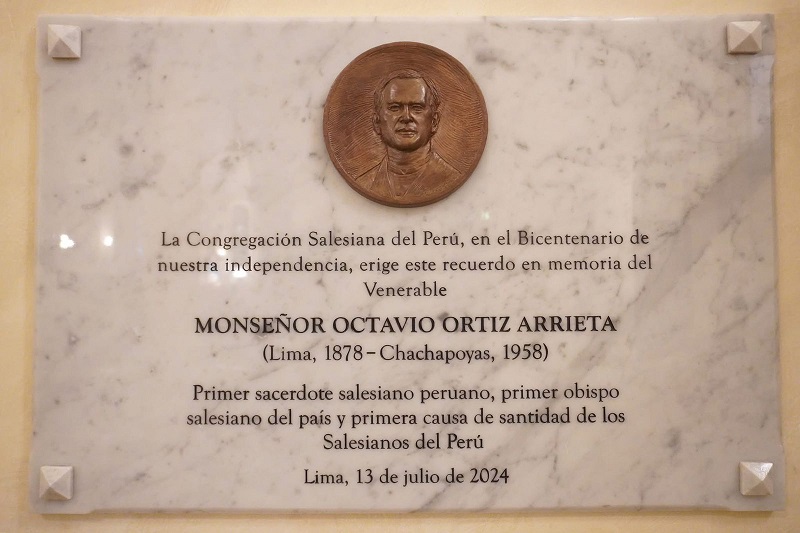 La Congregación Salesiana del Perú, en el Bicentenario de
nuestra independencia, erige este recuerdo en memoria del
Venerable
MONSEÑOR OCTAVIO ORTIZ ARRIETA
(Lima, 1878 – Chachapoyas, 1958)
Primer sacerdote salesiano peruano, primer obispo
salesiano del país y primera causa de santidad de los
Salesianos del Perú
Lima, 13 de julio de 2024